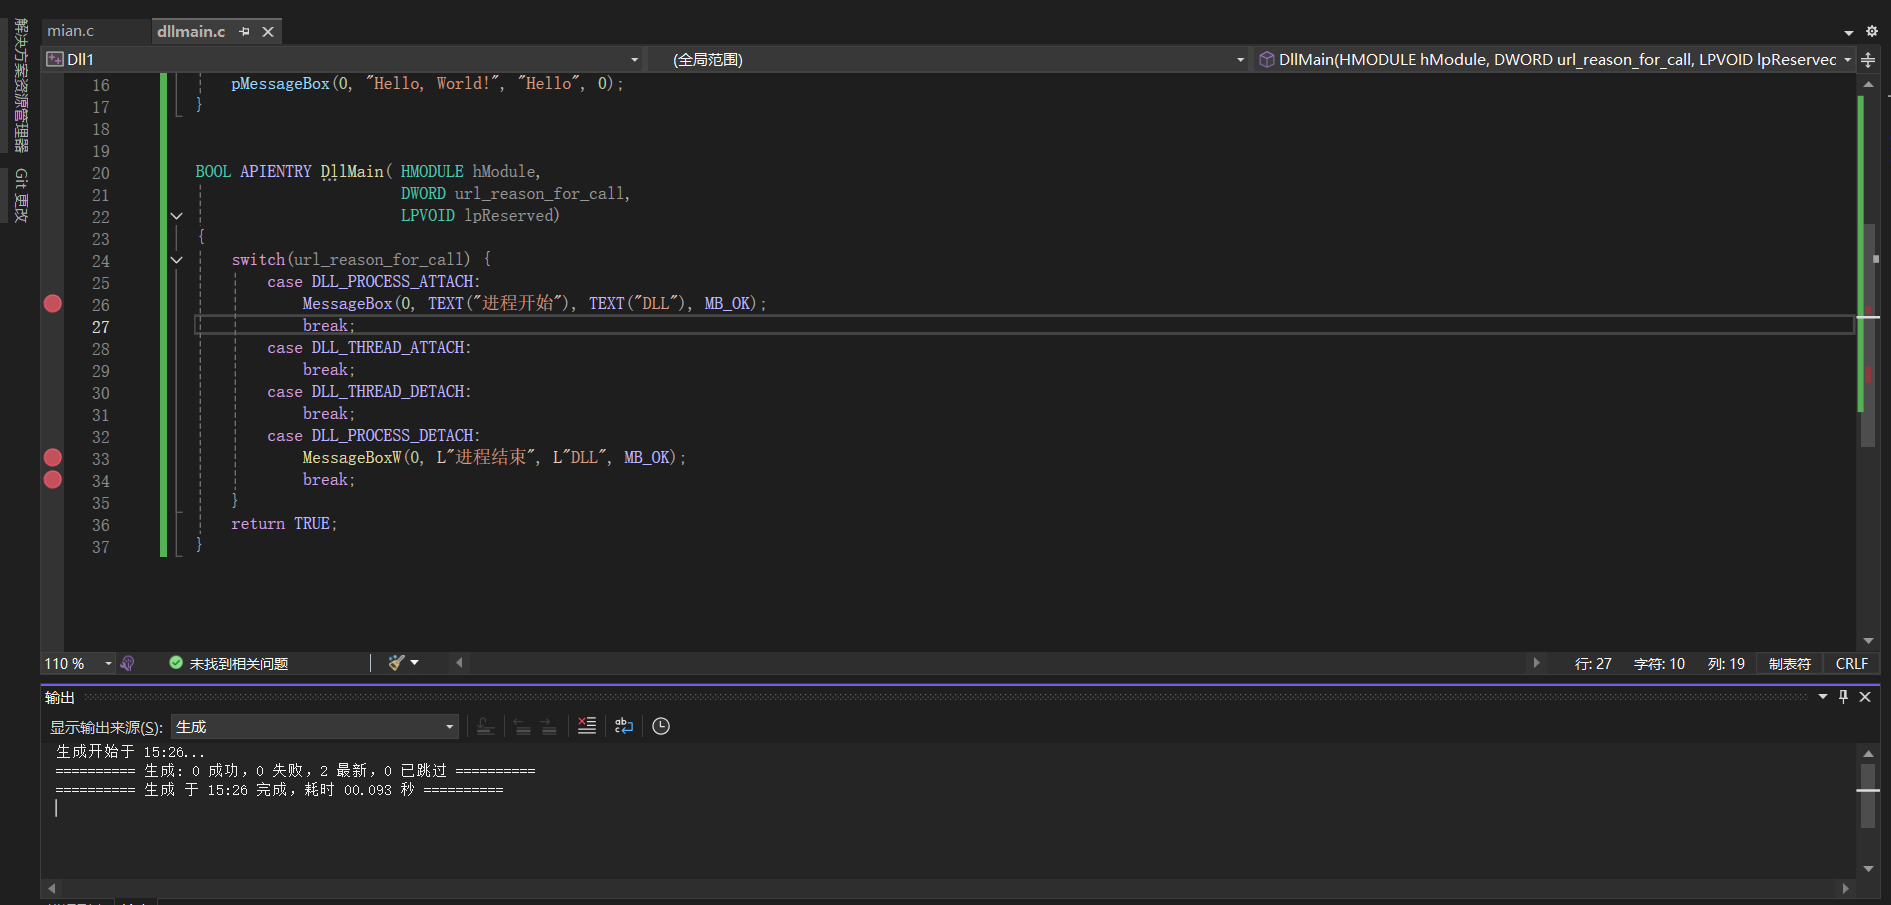 解决方案资源管理器
Git 更改
mian.c
dllmain.c
Dll1
(全局范围)
DllMain(HMODULE hModule, DWORD url_reason_for_call, LPVOID lpReservec
16 pMessageBox(0, "Hello, World!", "Hello", 0);
17 }
18
19
20 BOOL APIENTRY DllMain( HMODULE hModule,
21 DWORD url_reason_for_call,
22 LPVOID lpReserved)
23 {
24 switch(url_reason_for_call) {
25 case DLL_PROCESS_ATTACH:
26 MessageBox(0, TEXT("进程开始"), TEXT("DLL"), MB_OK);
27 break;
28 case DLL_THREAD_ATTACH:
29 break;
30 case DLL_THREAD_DETACH:
31 break;
32 case DLL_PROCESS_DETACH:
33 MessageBoxW(0, L"进程结束", L"DLL", MB_OK);
34 break;
35 }
36 return TRUE;
37 }
110 %
未找到相关问题
行: 27 字符: 10 列: 19 制表符 CRLF
输出
显示输出来源(S): 生成
生成开始于 15:26...
========== 生成: 0 成功，0 失败，2 最新，0 已跳过 ==========
========== 生成 于 15:26 完成，耗时 00.093 秒 ==========